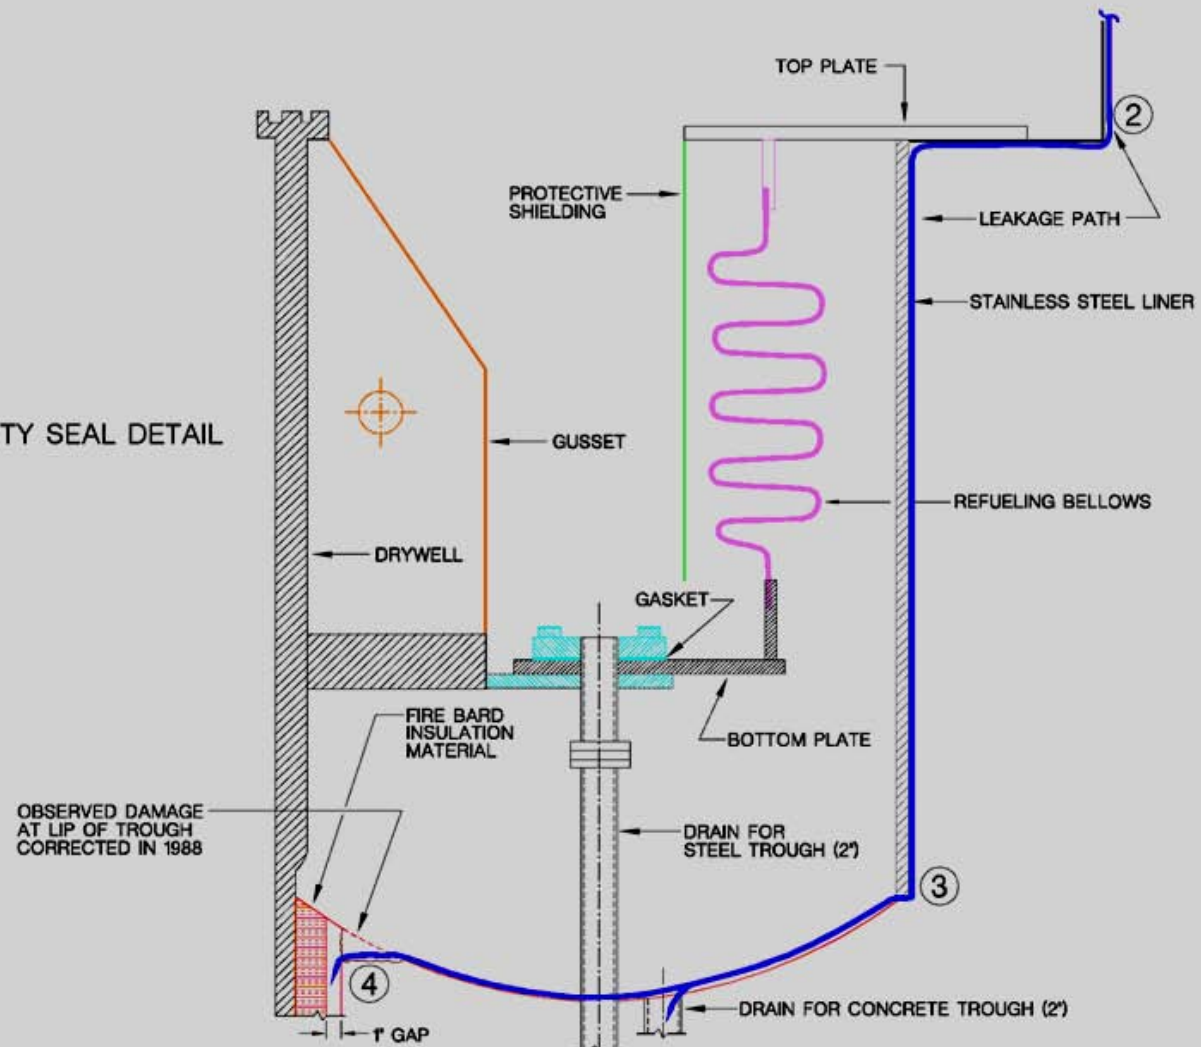 TOP PLATE
2
PROTECTIVE
SHIELDING
LEAKAGE PATH
STAINLESS STEEL LINER
TY SEAL DETAIL
GUSSET
REFUELING BELLOWS
DRYWELL
GASKET
FIRE BARD
INSULATION
MATERIAL
BOTTOM PLATE
OBSERVED DAMAGE
AT LIP OF TROUGH
CORRECTED IN 1988
DRAIN FOR
STEEL TROUGH (2")
3
4
DRAIN FOR CONCRETE TROUGH (2")
1" GAP